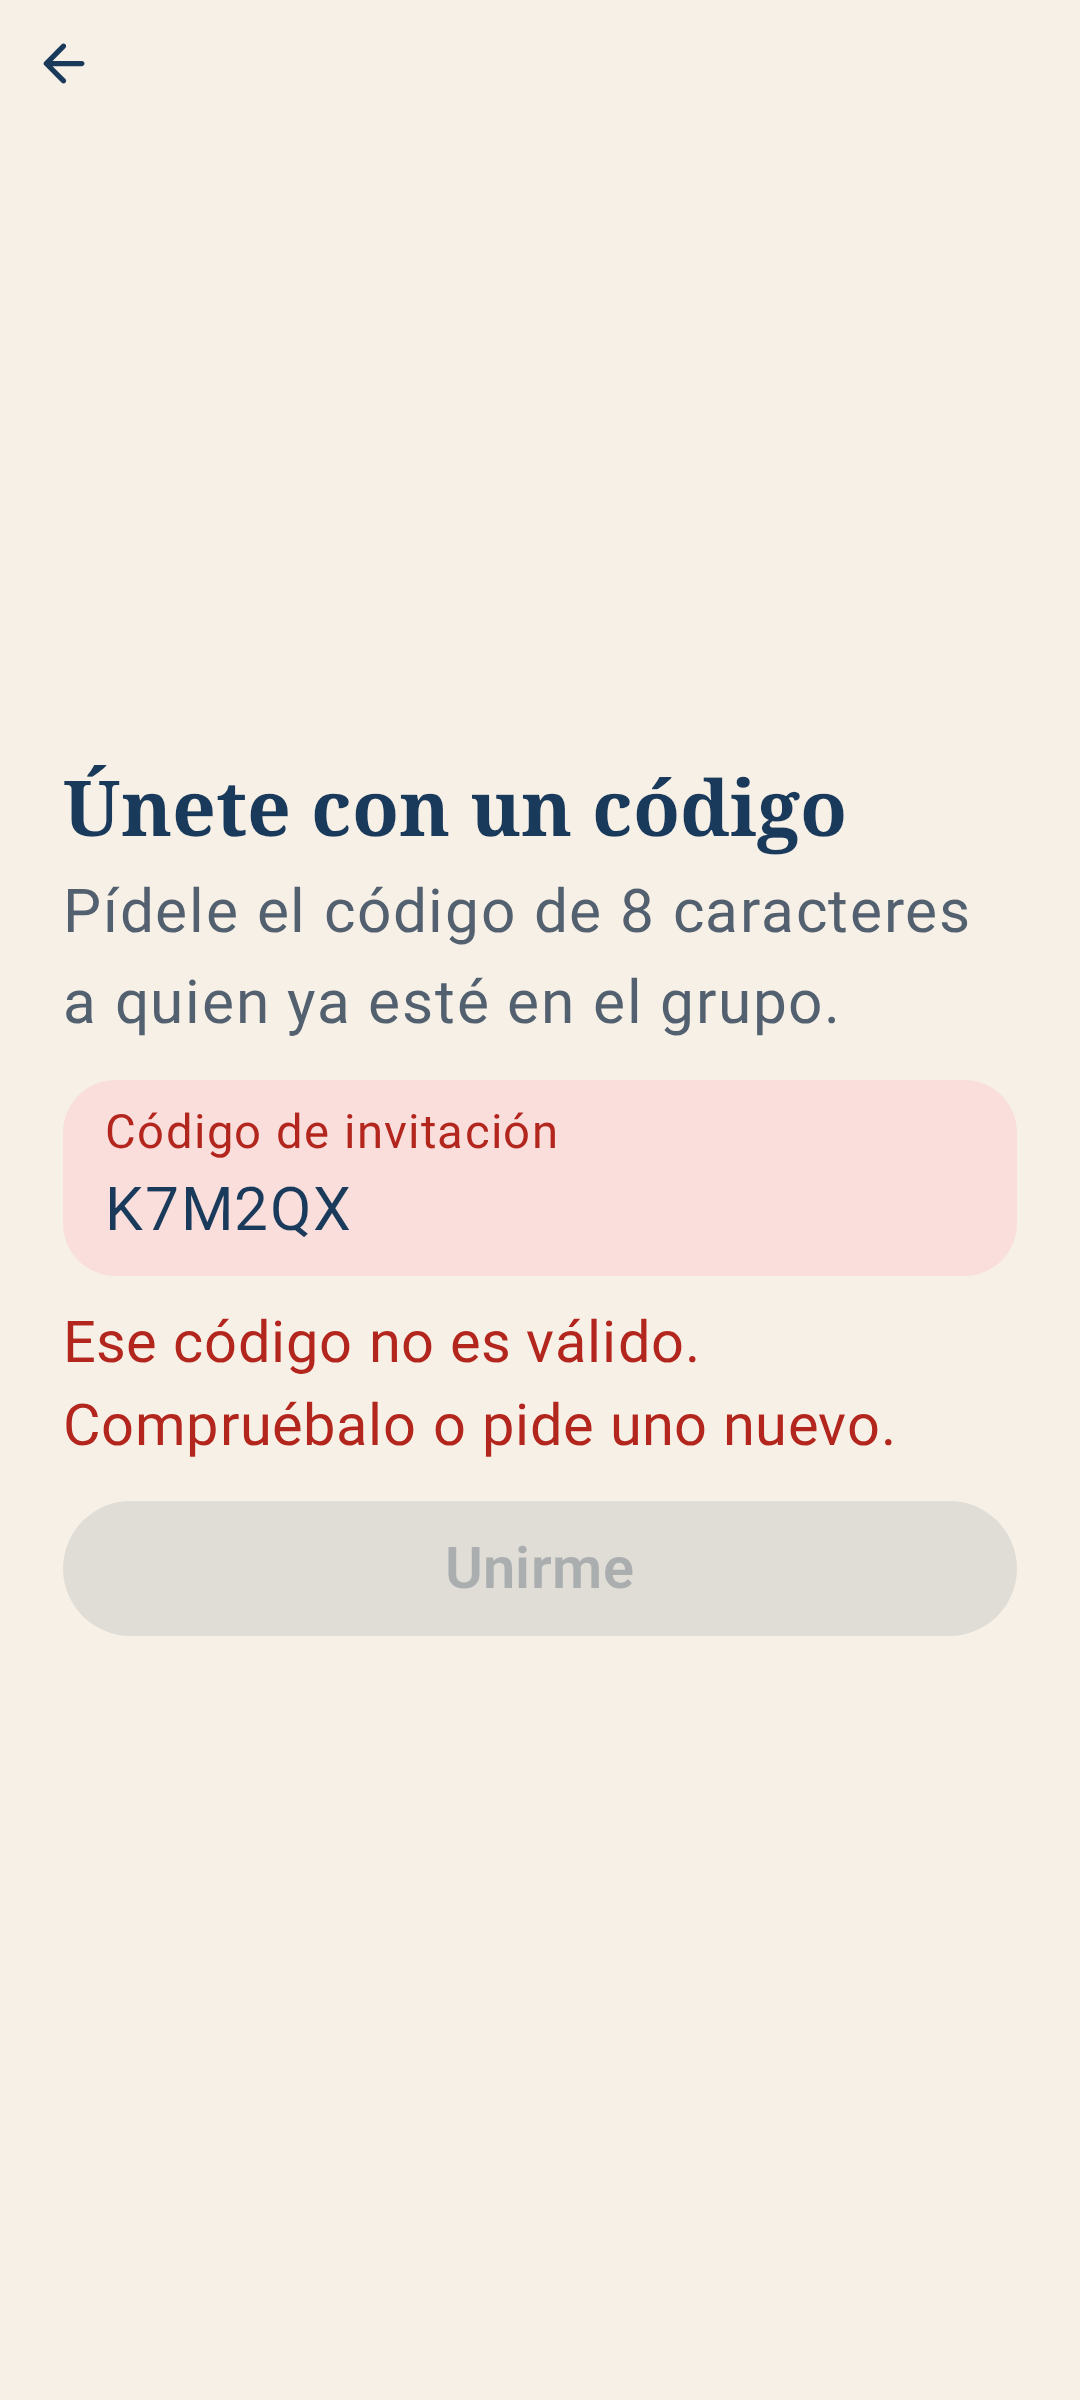 Únete con un código
Pídele el código de 8 caracteres
a quien ya esté en el grupo.
Código de invitación
K7M2QX
Ese código no es válido.
Compruébalo o pide uno nuevo.
Unirme